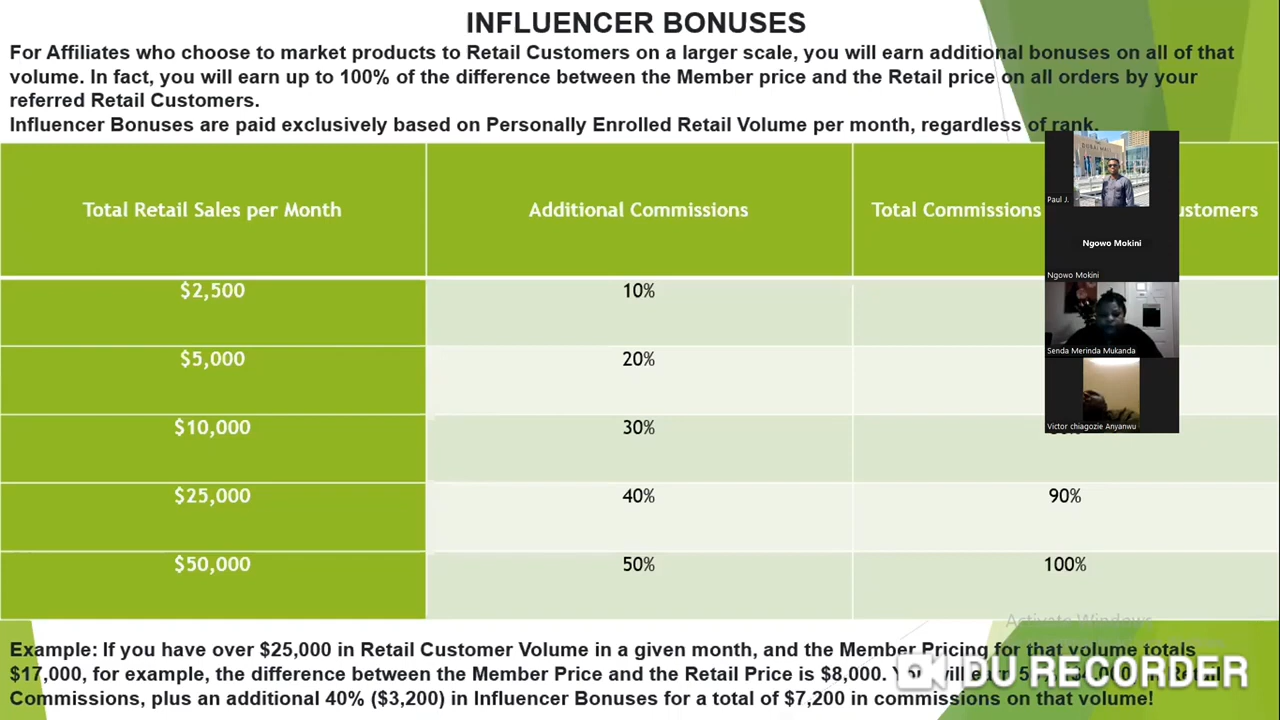 INFLUENCER BONUSES
For Affiliates who choose to market products to Retail Customers on a larger scale, you will earn additional bonuses on all of that
volume. In fact, you will earn up to 100% of the difference between the Member price and the Retail price on all orders by your
referred Retail Customers.
Influencer Bonuses are paid exclusively based on Personally Enrolled Retail Volume per month, regardless of rank.
DUBAI MALL
Paul J.
Total Retail Sales per Month Additional Commissions Total Commissions
Ngowo Mokini
Ngowo Mokini
$2,500 10%
Senda Merinda Mukanda
$5,000 20%
$10,000 30%
Victor chiagozie Anyanwu
$25,000 40% 90%
$50,000 50% 100%
Activate Windows
Example: If you have over $25,000 in Retail Customer Volume in a given month, and the Member Pricing for that volume totals
$17,000, for example, the difference between the Member Price and the Retail Price is $8,000.
DU RECORDER
Commissions, plus an additional 40% ($3,200) in Influencer Bonuses for a total of $7,200 in commissions on that volume!